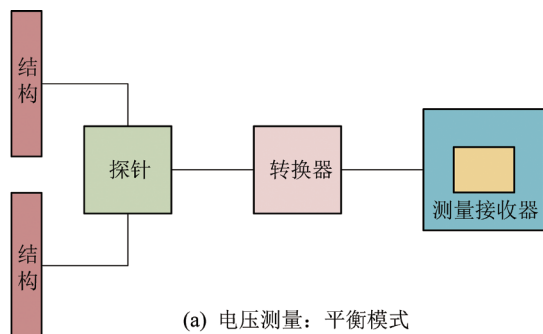 结构
探针
转换器
测量接收器
结构
(a) 电压测量：平衡模式